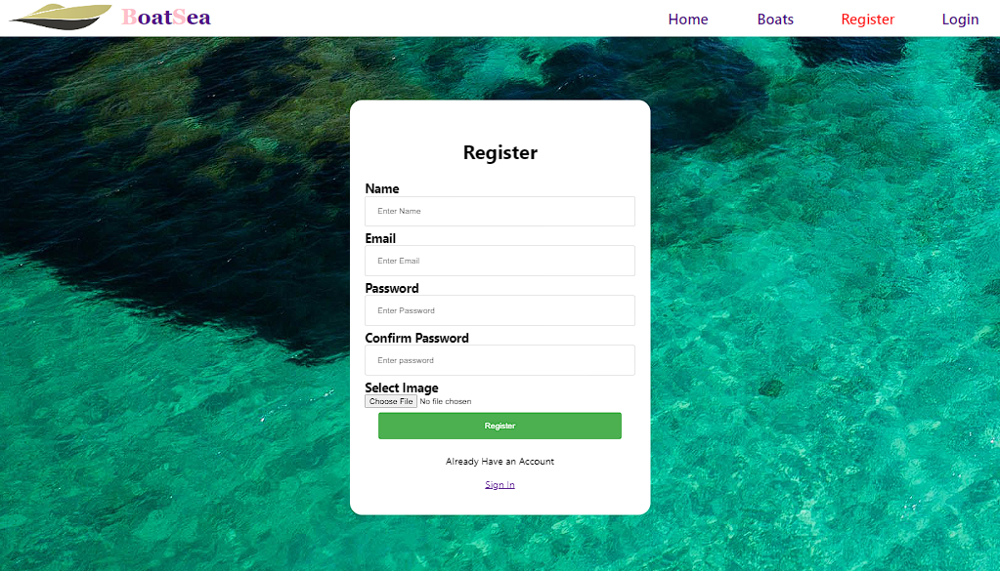 BoatSea
Home Boats Register Login
Register
Name
Enter Name
Email
Enter Email
Password
Enter Password
Confirm Password
Enter password
Select Image
Choose File No file chosen
Register
Already Have an Account
Sign In